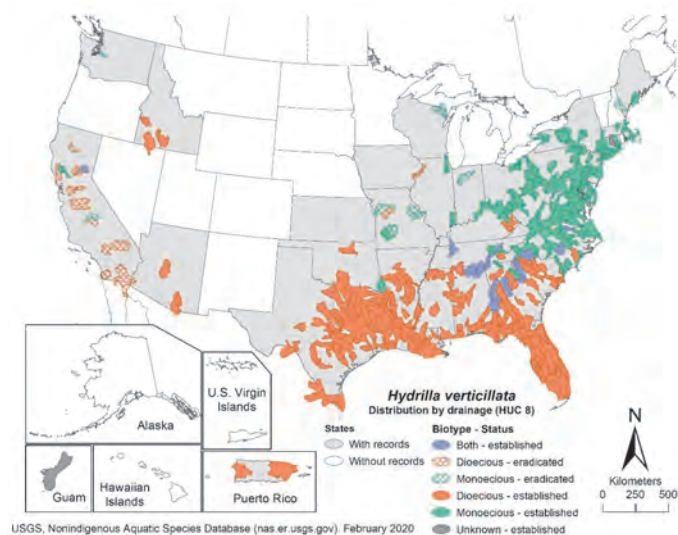 Alaska
U.S. Virgin
Islands
Guam
Hawaiian
Islands
Puerto Rico
Hydrilla verticillata
Distribution by drainage (HUC 8)
States
With records
Without records
Biotype - Status
Both - established
Dioecious - eradicated
Monoecious - eradicated
Dioecious - established
Monoecious - established
Unknown - established
N
Kilometers
0 250 500
USGS, Nonindigenous Aquatic Species Database (nas.er.usgs.gov). February 2020